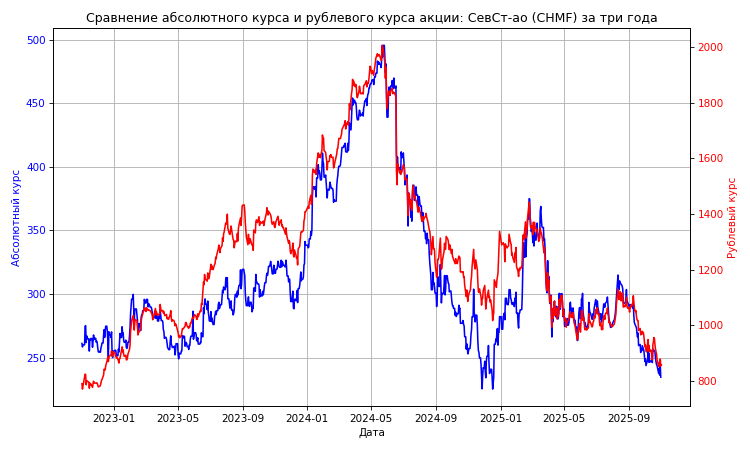 Сравнение абсолютного курса и рублевого курса акции: СевСт-ао (CHMF) за три года
500
450
400
350
300
250
Абсолютный курс
2000
1800
1600
1400
1200
1000
800
Рублевый курс
2023-01 2023-05 2023-09 2024-01 2024-05 2024-09 2025-01 2025-05 2025-09
Дата